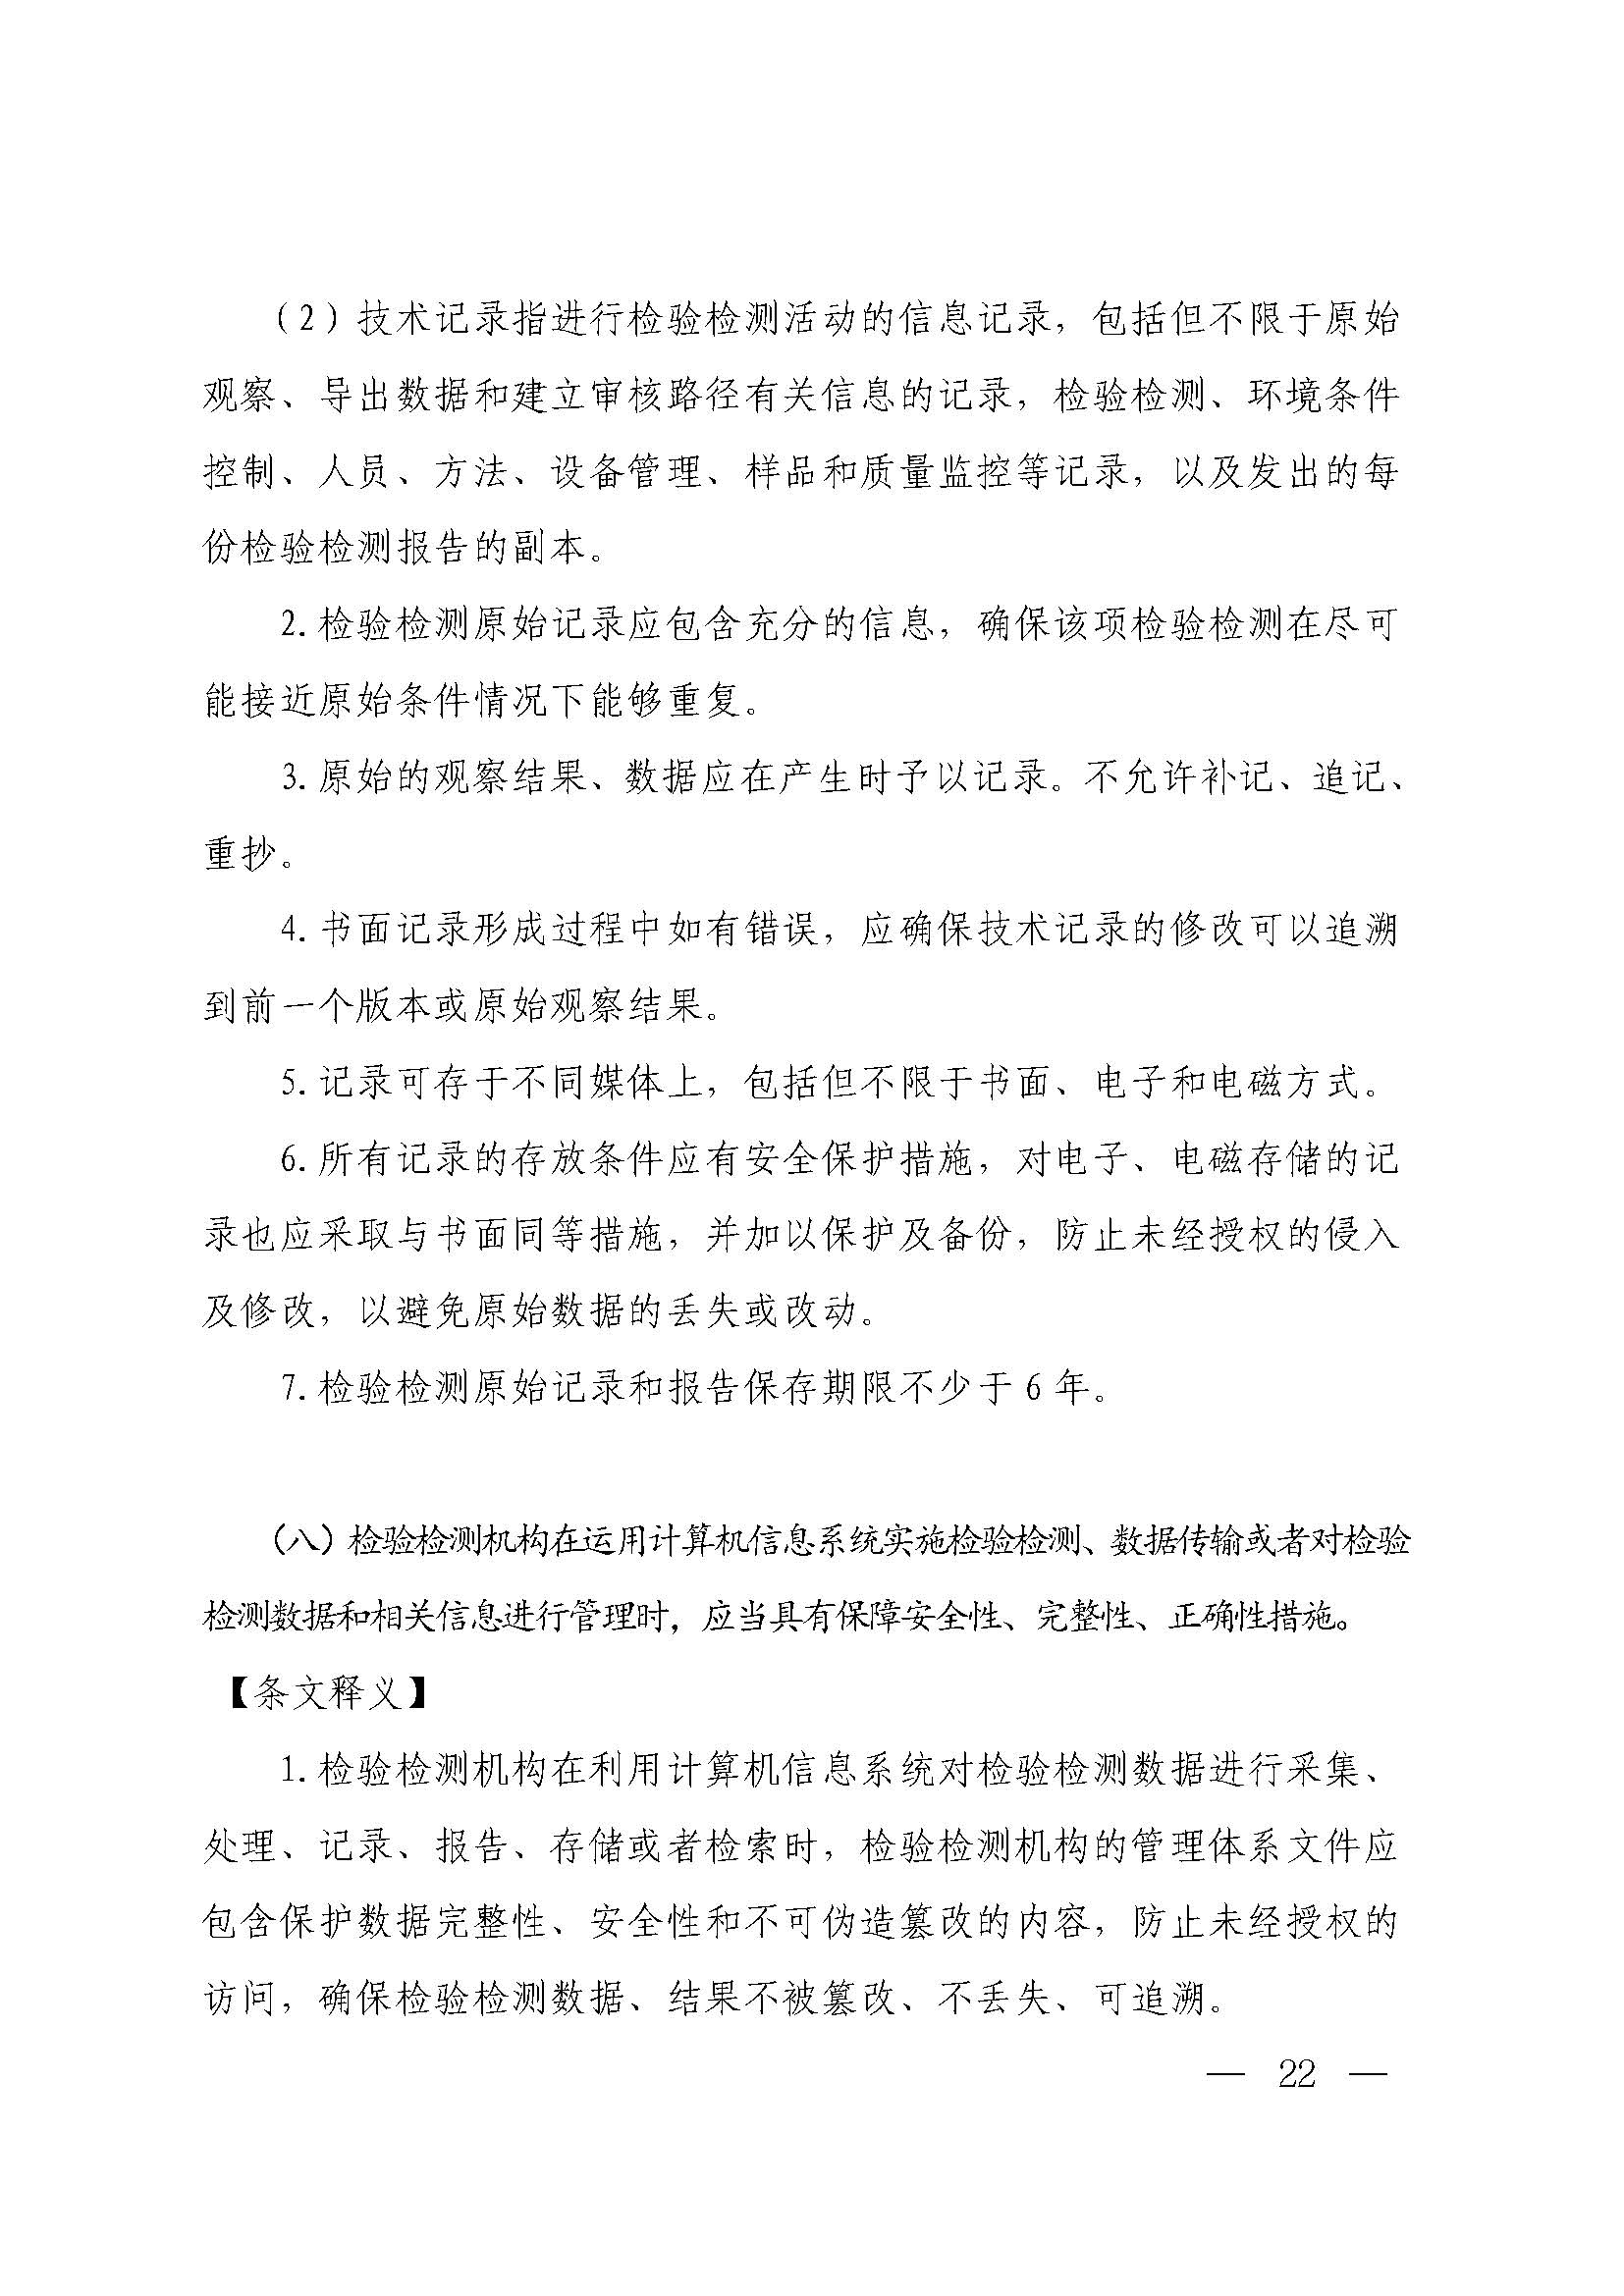 （2）技术记录指进行检验检测活动的信息记录，包括但不限于原始
观察、导出数据和建立审核路径有关信息的记录，检验检测、环境条件
控制、人员、方法、设备管理、样品和质量监控等记录，以及发出的每
份检验检测报告的副本。
2.检验检测原始记录应包含充分的信息，确保该项检验检测在尽可
能接近原始条件情况下能够重复。
3.原始的观察结果、数据应在产生时予以记录。不允许补记、追记、
重抄。
4.书面记录形成过程中如有错误，应确保技术记录的修改可以追溯
到前一个版本或原始观察结果。
5.记录可存于不同媒体上，包括但不限于书面、电子和电磁方式。
6.所有记录的存放条件应有安全保护措施，对电子、电磁存储的记
录也应采取与书面同等措施，并加以保护及备份，防止未经授权的侵入
及修改，以避免原始数据的丢失或改动。
7.检验检测原始记录和报告保存期限不少于 6 年。
（八）检验检测机构在运用计算机信息系统实施检验检测、数据传输或者对检验
检测数据和相关信息进行管理时，应当具有保障安全性、完整性、正确性措施。
【条文释义】
1.检验检测机构在利用计算机信息系统对检验检测数据进行采集、
处理、记录、报告、存储或者检索时，检验检测机构的管理体系文件应
包含保护数据完整性、安全性和不可伪造篡改的内容，防止未经授权的
访问，确保检验检测数据、结果不被篡改、不丢失、可追溯。
— 22 —